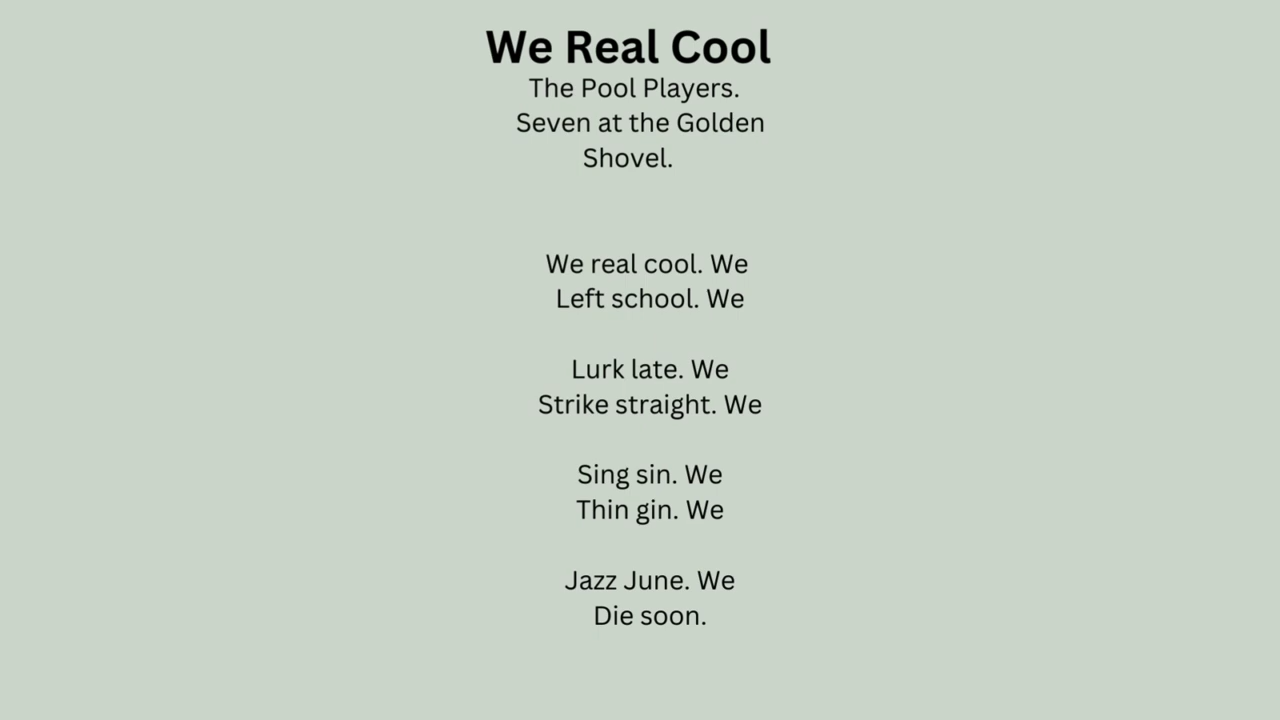 We Real Cool
The Pool Players.
Seven at the Golden
Shovel.
We real cool. We
Left school. We
Lurk late. We
Strike straight. We
Sing sin. We
Thin gin. We
Jazz June. We
Die soon.